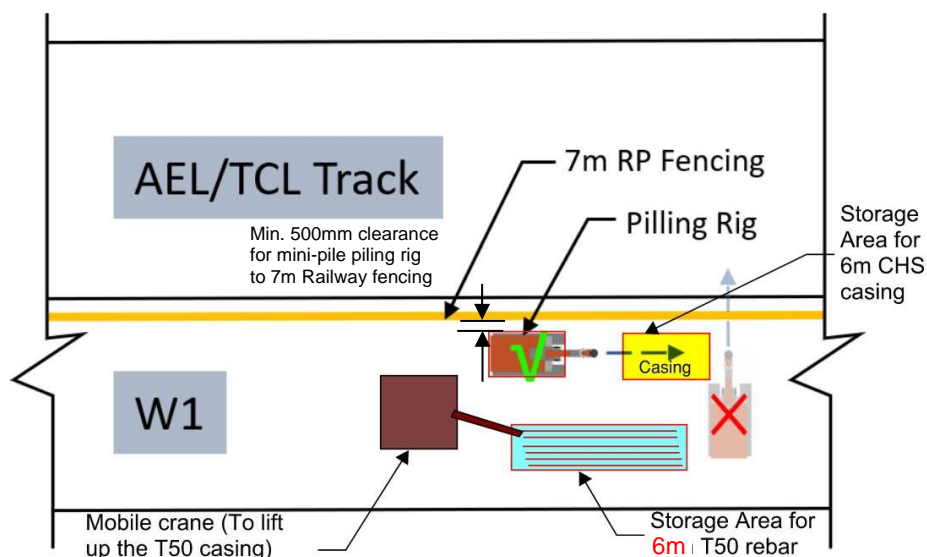 AEL/TCL Track
7m RP Fencing
Min. 500mm clearance
for mini-pile piling rig
to 7m Railway fencing
Pilling Rig
Storage
Area for
6m CHS
casing
Casing
W1
Mobile crane (To lift
up the T50 casing)
Storage Area for
6m T50 rebar